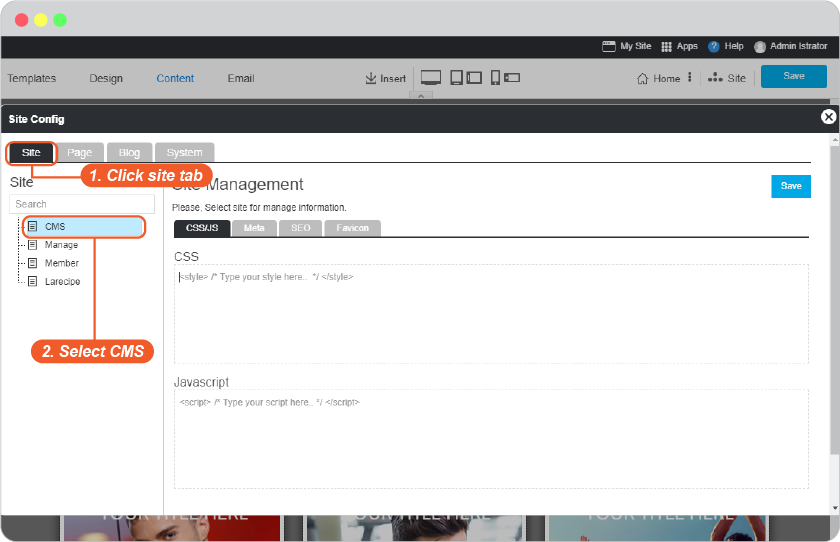 My Site Apps ? Help Admin Istrator
Templates Design Content Email Insert Home Site Save
Site Config
Site Page Blog System
1. Click site tab
Site
Site Management
Save
Search
Please, Select site for manage information.
CMS
CSS/JS Meta SEO Favicon
Manage
Member
Larecipe
CSS
<style> /* Type your style here.. */ </style>
2. Select CMS
Javascript
<script> /* Type your script here.. */ </script>
YOUR TITLE HERE YOUR TITLE HERE YOUR TITLE HERE